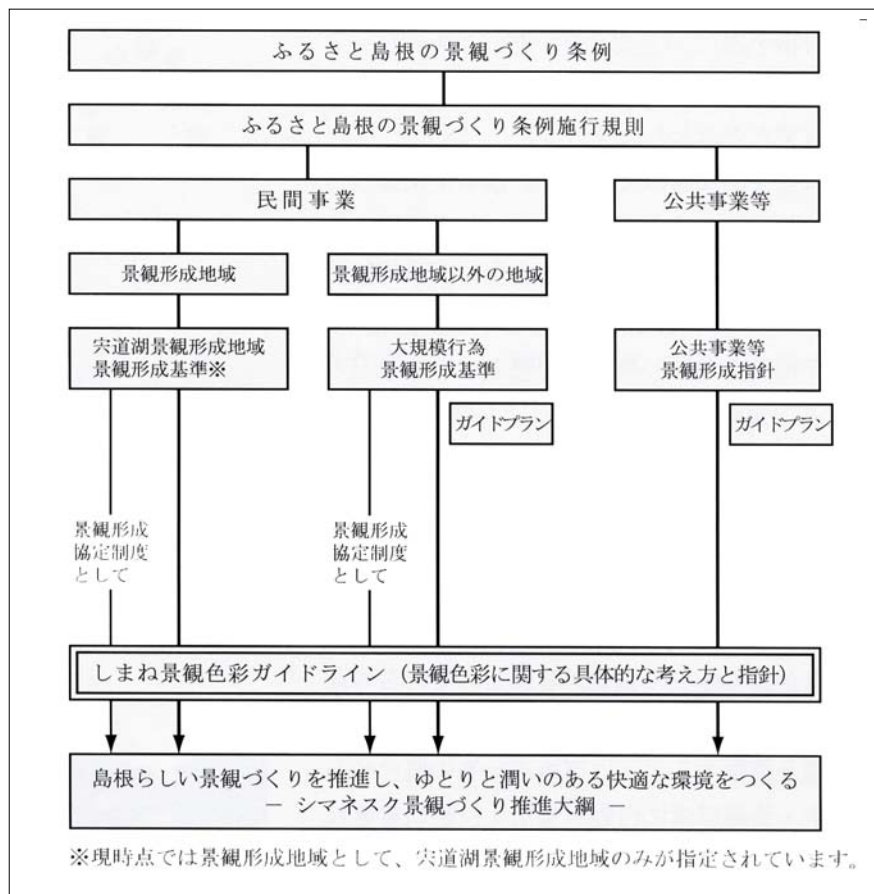 ふるさと島根の景観づくり条例
ふるさと島根の景観づくり条例施行規則
民間事業
公共事業等
景観形成地域
景観形成地域以外の地域
宍道湖景観形成地域
景観形成基準※
大規模行為
景観形成基準
公共事業等
景観形成指針
ガイドプラン
ガイドプラン
景観形成
協定制度
として
景観形成
協定制度
として
しまね景観色彩ガイドライン（景観色彩に関する具体的な考え方と指針）
島根らしい景観づくりを推進し、ゆとりと潤いのある快適な環境をつくる
− シマネスク景観づくり推進大綱 −
※現時点では景観形成地域として、宍道湖景観形成地域のみが指定されています。